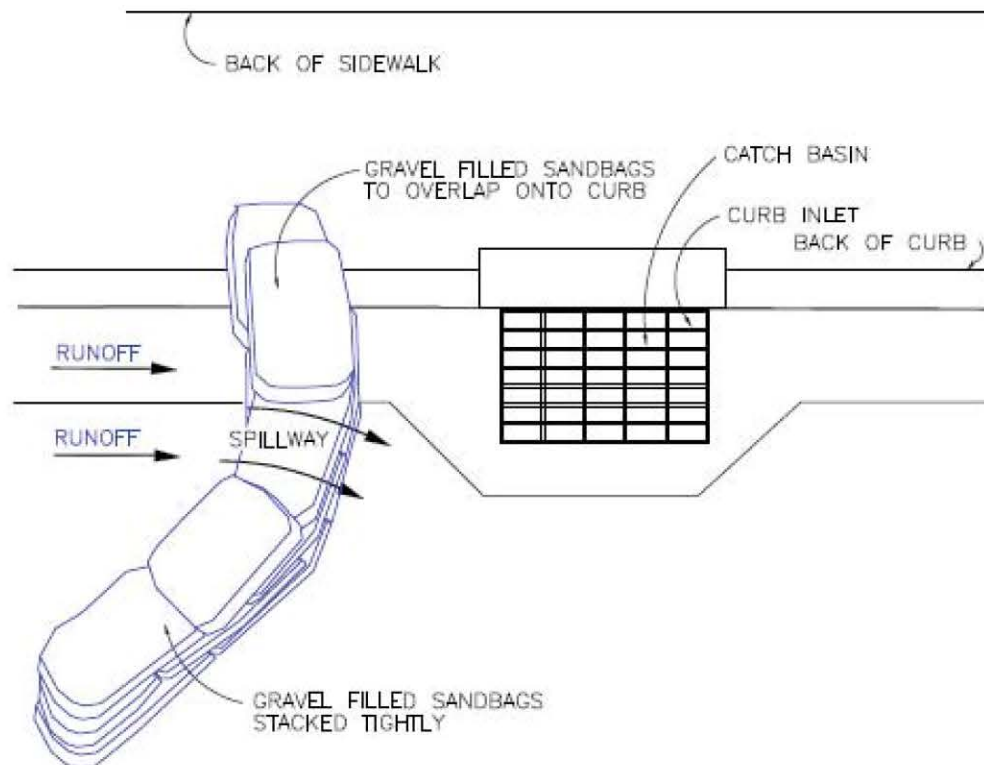 BACK OF SIDEWALK
GRAVEL FILLED SANDBAGS
TO OVERLAP ONTO CURB
CATCH BASIN
CURB INLET
BACK OF CURB
RUNOFF
RUNOFF
SPILLWAY
GRAVEL FILLED SANDBAGS
STACKED TIGHTLY